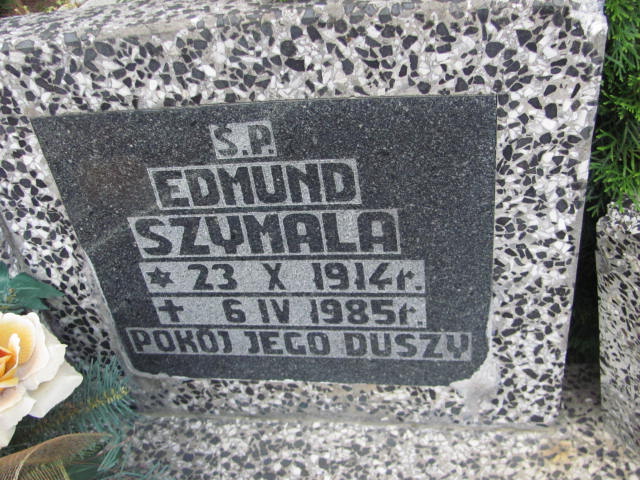 Ś.P.
EDMUND
SZYMALA
* 23 X 1914r.
+ 6 IV 1985r.
POKÓJ JEGO DUSZY